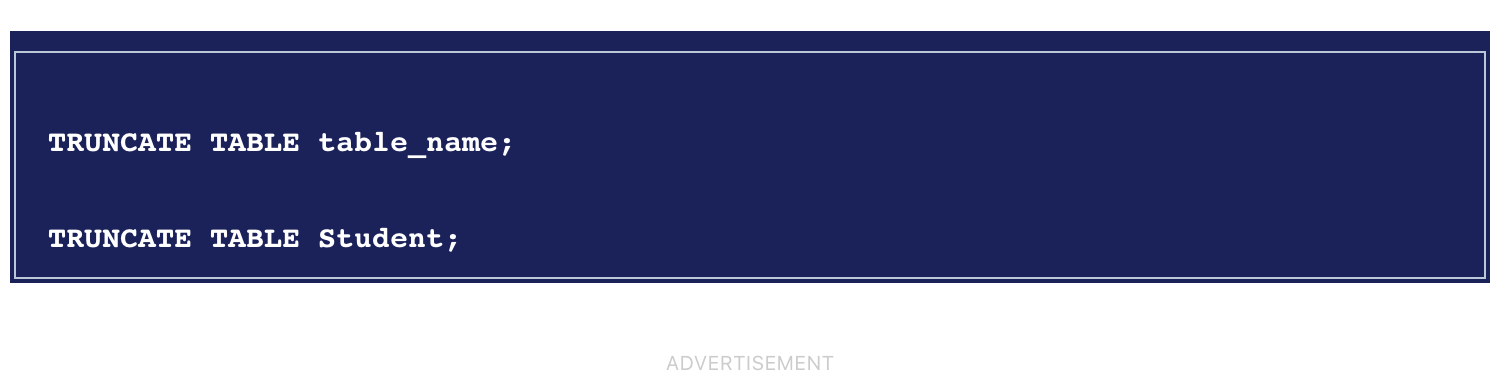 TRUNCATE TABLE table_name;
TRUNCATE TABLE Student;
ADVERTISEMENT